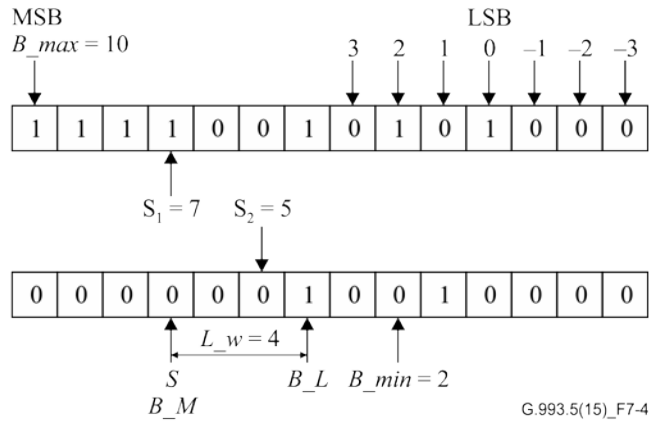 MSB LSB
B_max = 10 3 2 1 0 –1 –2 –3
1 1 1 1 0 0 1 0 1 0 1 0 0 0
S₁ = 7 S₂ = 5
0 0 0 0 0 0 1 0 0 1 0 0 0 0
L_w = 4
S B_L B_min = 2
B_M
G.993.5(15)_F7-4